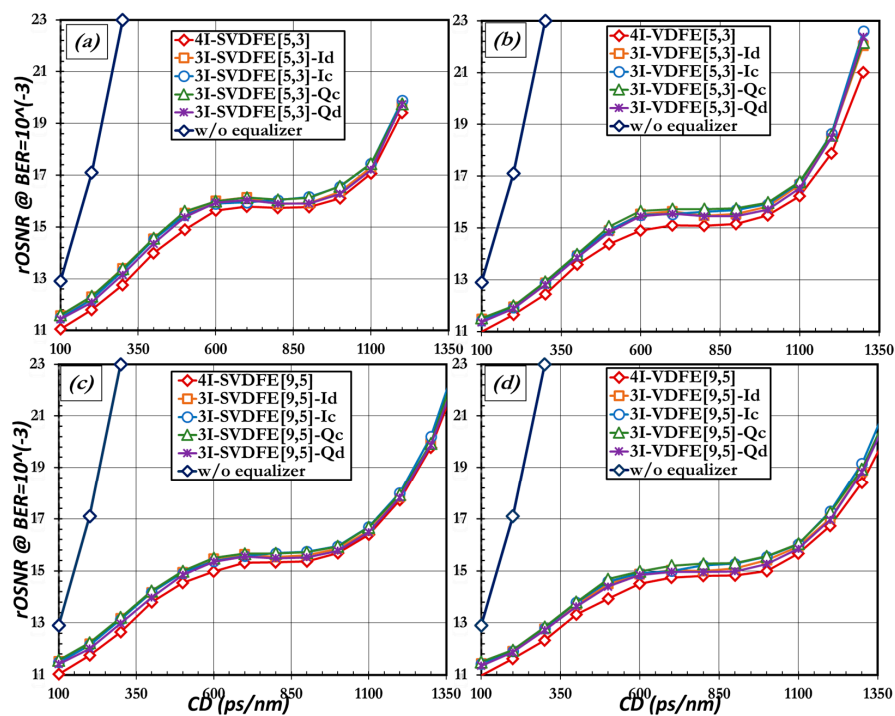 (a)
4I-SVDFE[5,3]
3I-SVDFE[5,3]-Id
3I-SVDFE[5,3]-Ic
3I-SVDFE[5,3]-Qc
3I-SVDFE[5,3]-Qd
w/o equalizer
rOSNR @ BER=10^(-3)
23
21
19
17
15
13
11
100 350 600 850 1100 1350
(b)
4I-VDFE[5,3]
3I-VDFE[5,3]-Id
3I-VDFE[5,3]-Ic
3I-VDFE[5,3]-Qc
3I-VDFE[5,3]-Qd
w/o equalizer
23
21
19
17
15
13
11
100 350 600 850 1100 1350
(c)
4I-SVDFE[9,5]
3I-SVDFE[9,5]-Id
3I-SVDFE[9,5]-Ic
3I-SVDFE[9,5]-Qc
3I-SVDFE[9,5]-Qd
w/o equalizer
rOSNR @ BER=10^(-3)
23
21
19
17
15
13
11
100 350 600 850 1100 1350
CD (ps/nm)
(d)
4I-VDFE[9,5]
3I-VDFE[9,5]-Id
3I-VDFE[9,5]-Ic
3I-VDFE[9,5]-Qc
3I-VDFE[9,5]-Qd
w/o equalizer
23
21
19
17
15
13
11
100 350 600 850 1100 1350
CD (ps/nm)